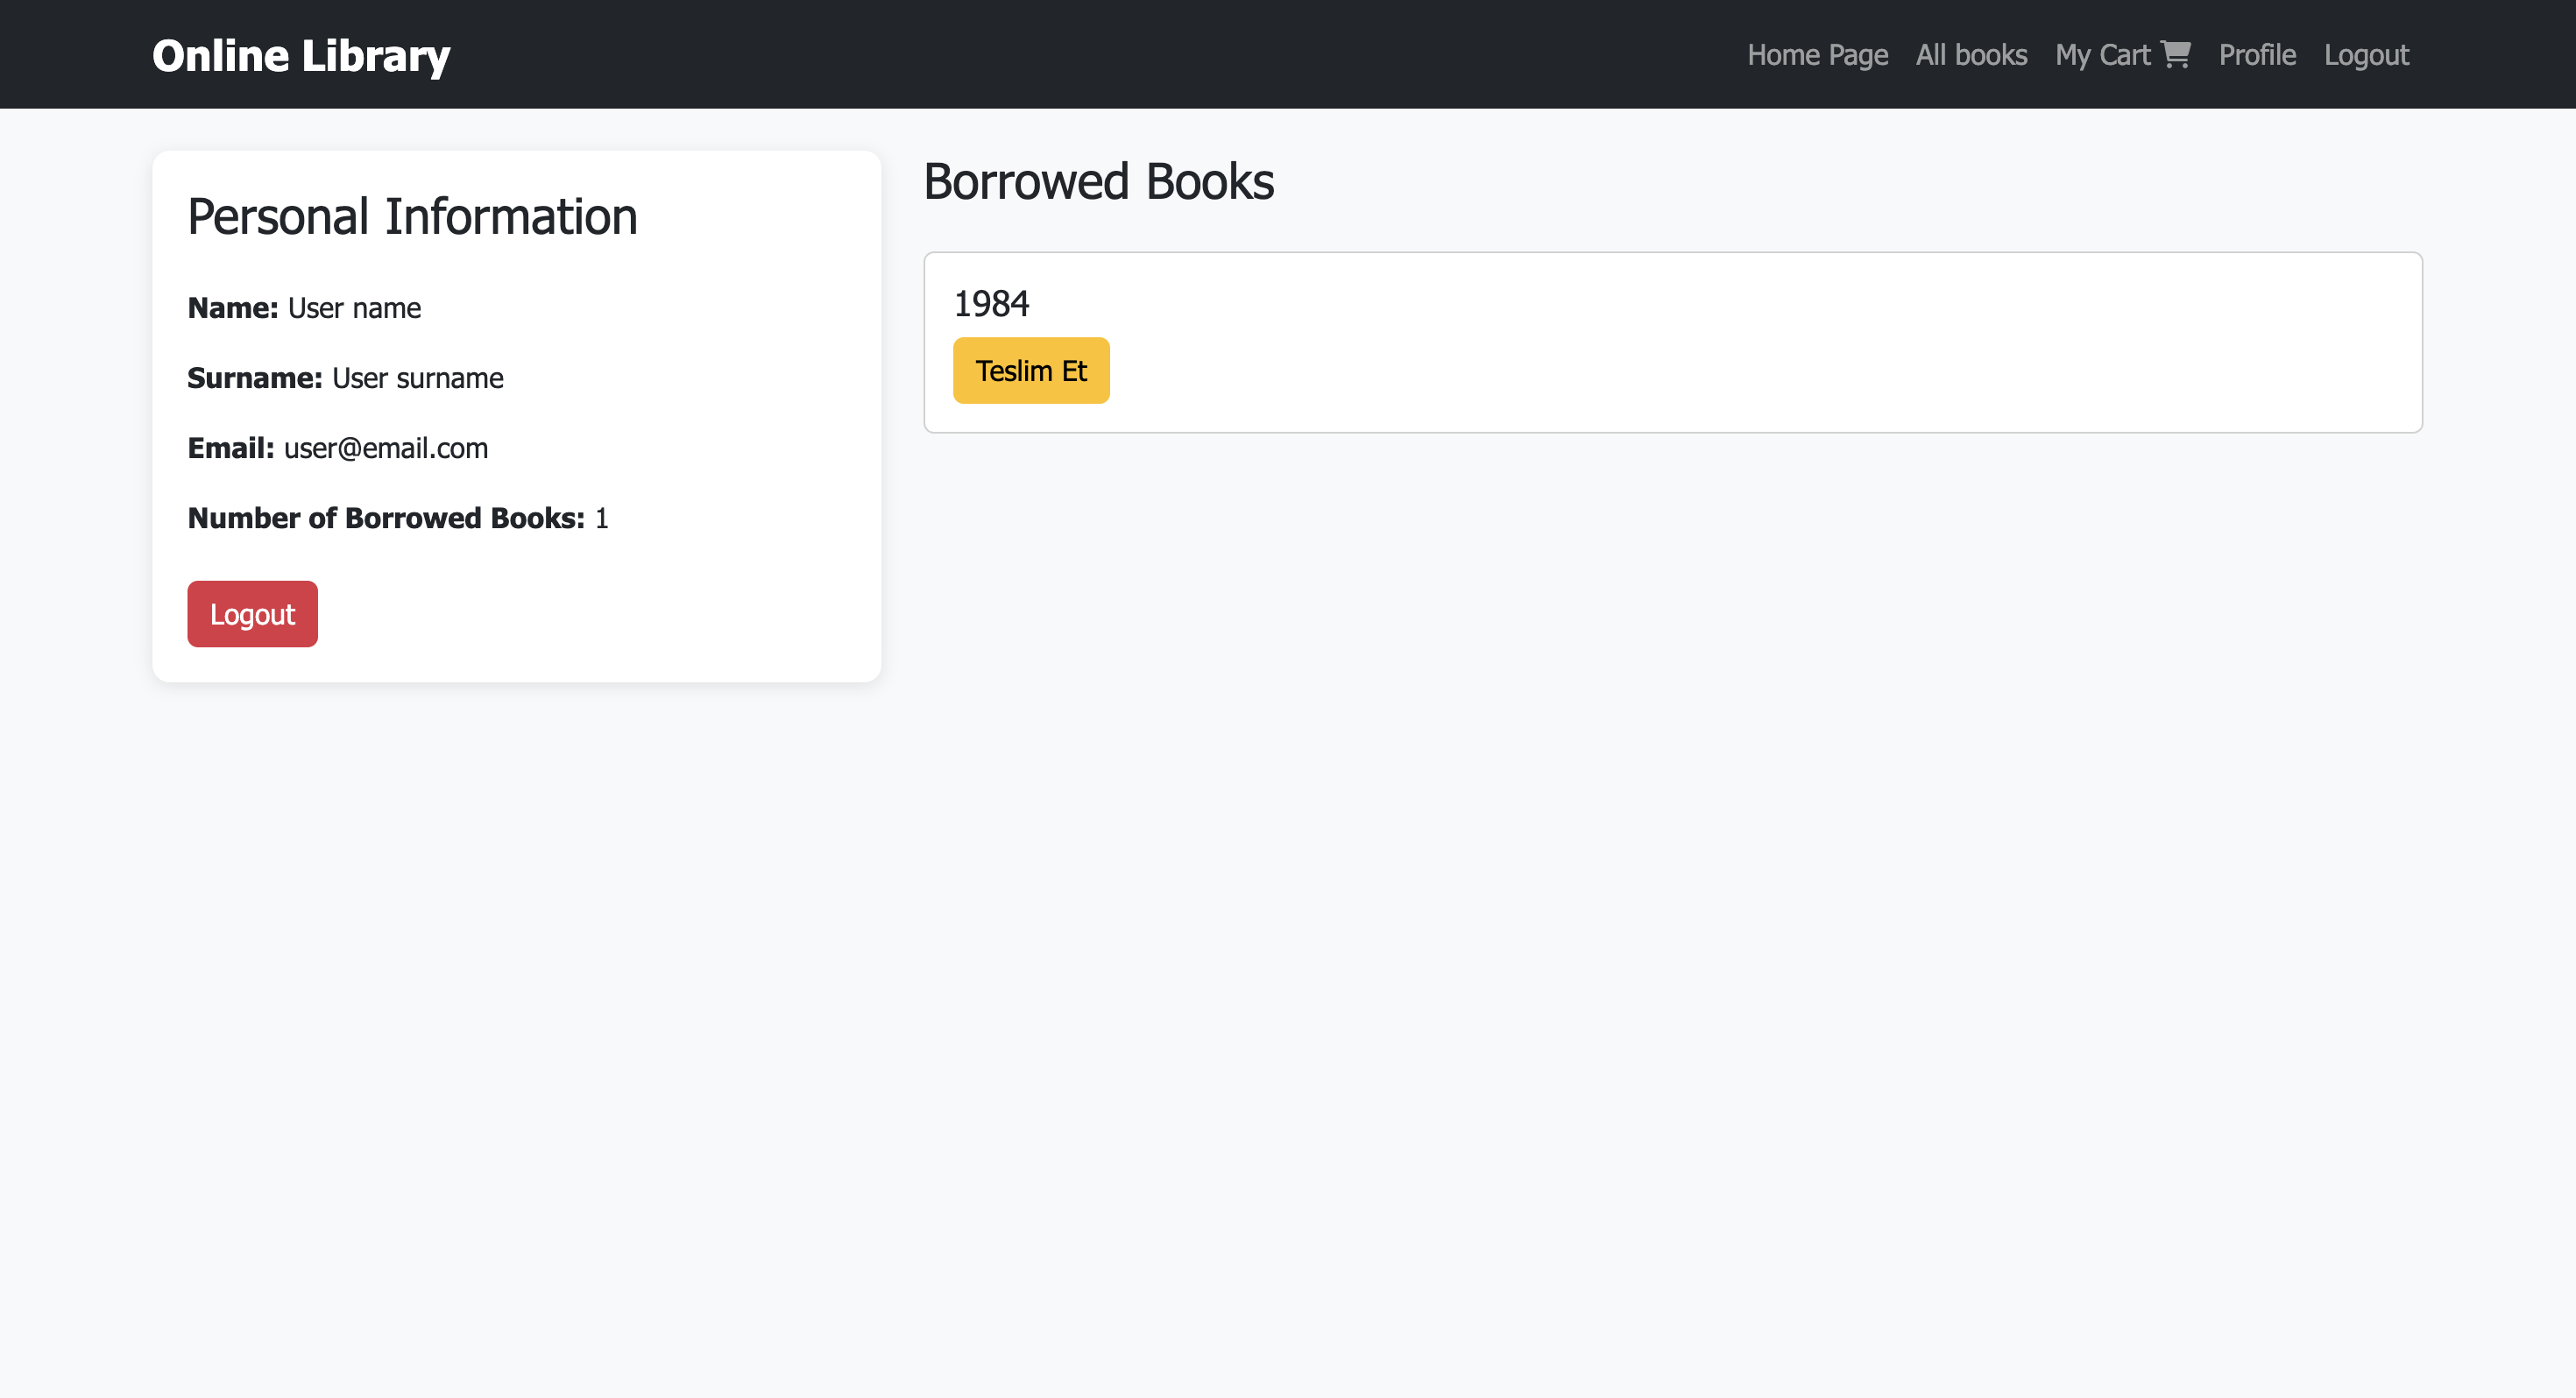 Online Library
Home Page All books My Cart Profile Logout
Personal Information
Name: User name
Surname: User surname
Email: user@email.com
Number of Borrowed Books: 1
Logout
Borrowed Books
1984
Teslim Et